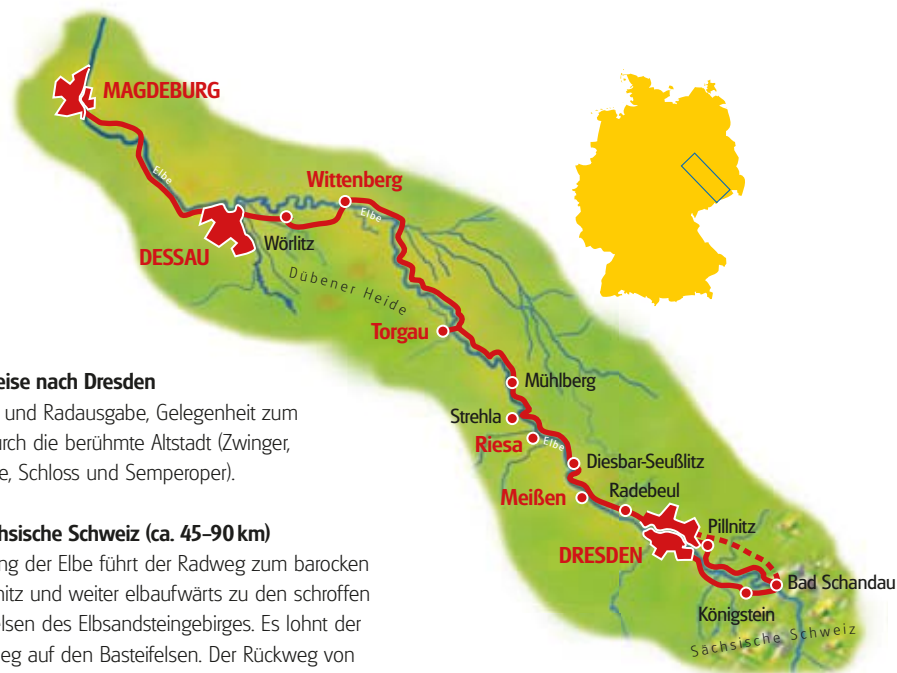 MAGDEBURG
Elbe
Wittenberg
Elbe
Wörlitz
DESSAU
Dübener Heide
Torgau
Mühlberg
Strehla
Riesa
Elbe
Diesbar-Seußlitz
Meißen
Radebeul
Pillnitz
DRESDEN
Bad Schandau
Königstein
Sächsische Schweiz
eise nach Dresden
und Radausgabe, Gelegenheit zum
urch die berühmte Altstadt (Zwinger,
e, Schloss und Semperoper).
hsische Schweiz (ca. 45–90 km)
ng der Elbe führt der Radweg zum barocken
nitz und weiter elbaufwärts zu den schroffen
elsen des Elbsandsteingebirges. Es lohnt der
eg auf den Basteifelsen. Der Rückweg von